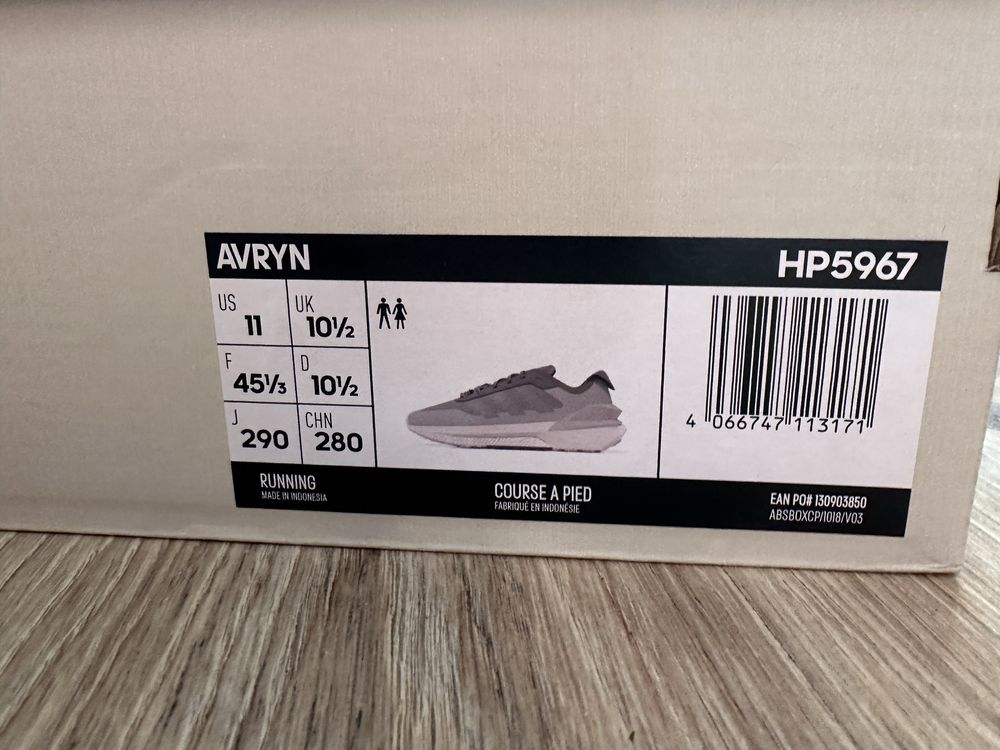 AVRYN HP5967
US 11 UK 10½
F 45⅓ D 10½
J 290 CHN 280
4 066747 113171
RUNNING
MADE IN INDONESIA
COURSE A PIED
FABRIQUÉ EN INDONÉSIE
EAN PO# 130903850
ABSBOXCP/1018/V03